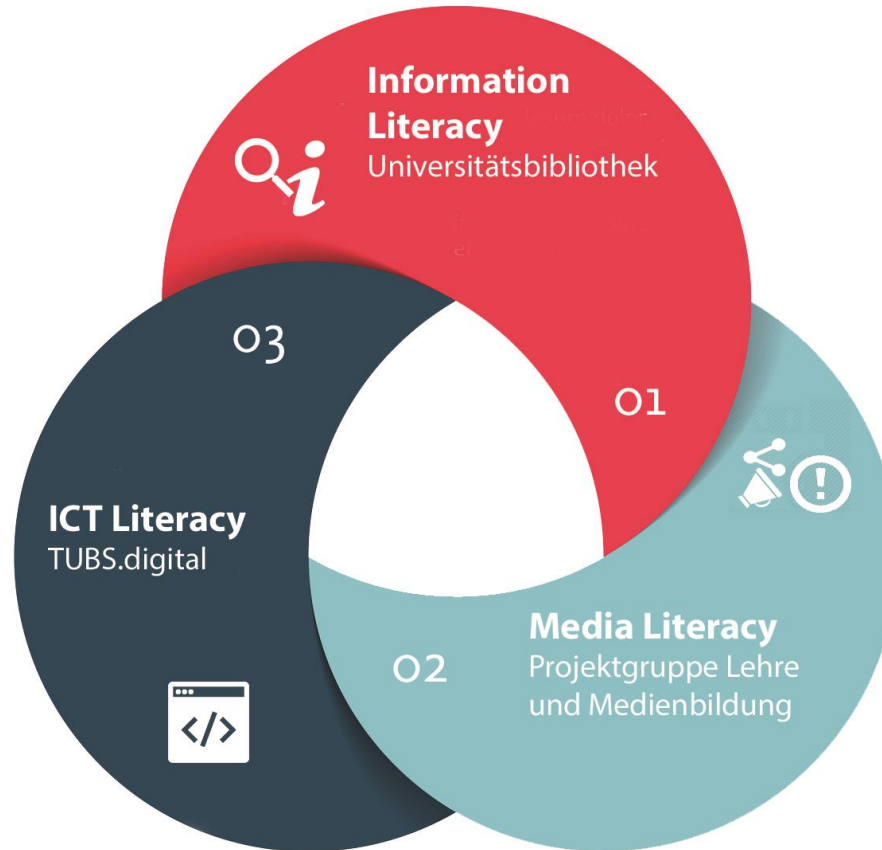 Information
Literacy
Universitätsbibliothek
01
Media Literacy
Projektgruppe Lehre
und Medienbildung
02
03
ICT Literacy
TUBS.digital